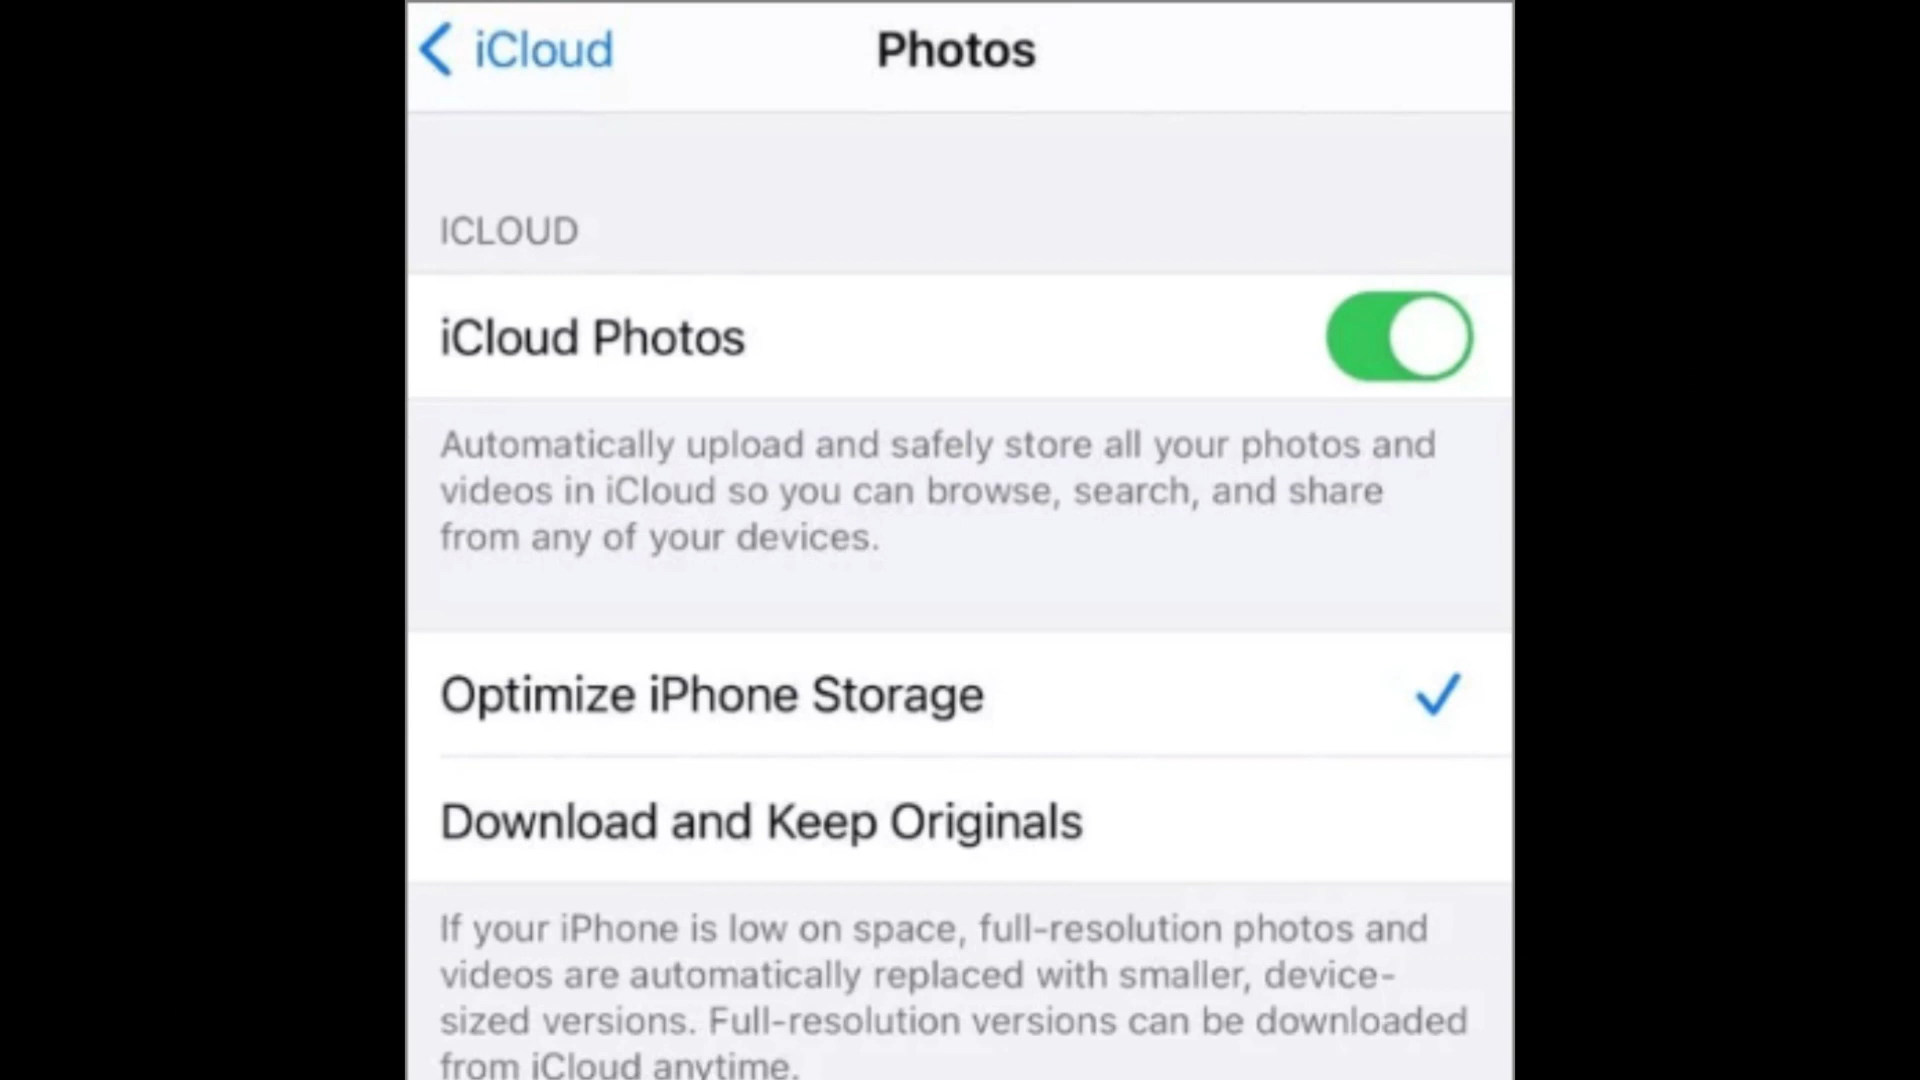 iCloud Photos
ICLOUD
iCloud Photos
Automatically upload and safely store all your photos and
videos in iCloud so you can browse, search, and share
from any of your devices.
Optimize iPhone Storage
Download and Keep Originals
If your iPhone is low on space, full-resolution photos and
videos are automatically replaced with smaller, device-
sized versions. Full-resolution versions can be downloaded
from iCloud anytime.